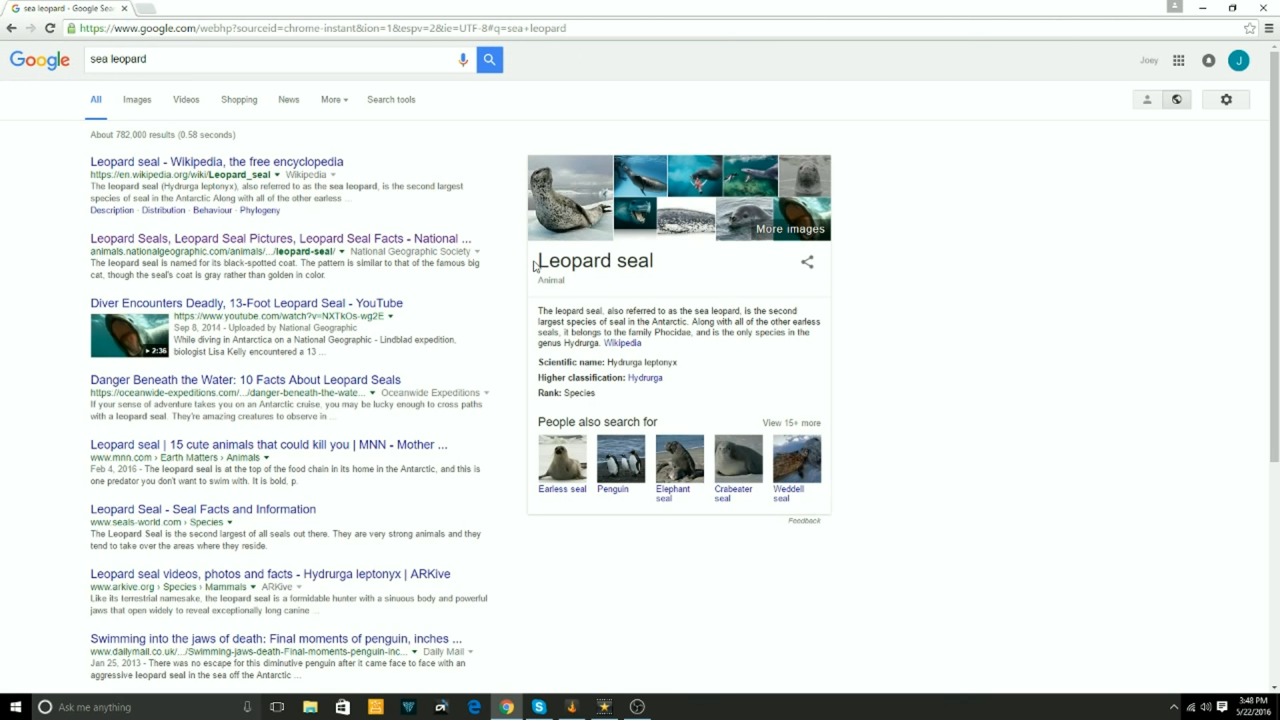 sea leopard - Google Sea
https://www.google.com/webhp?sourceid=chrome-instant&ion=1&espv=2&ie=UTF-8#q=sea+leopard
Google
sea leopard
Joey
J
All
Images
Videos
Shopping
News
More
Search tools
About 782,000 results (0.58 seconds)
Leopard seal - Wikipedia, the free encyclopedia
https://en.wikipedia.org/wiki/Leopard_seal Wikipedia
The leopard seal (Hydrurga leptonyx), also referred to as the sea leopard, is the second largest
species of seal in the Antarctic Along with all of the other earless ...
Description · Distribution · Behaviour · Phylogeny
Leopard Seals, Leopard Seal Pictures, Leopard Seal Facts - National ...
animals.nationalgeographic.com/animals/.../leopard-seal/ National Geographic Society
The leopard seal is named for its black-spotted coat. The pattern is similar to that of the famous big
cat, though the seal's coat is gray rather than golden in color.
Diver Encounters Deadly, 13-Foot Leopard Seal - YouTube
https://www.youtube.com/watch?v=NXTkOs-wg2E
2:36
Sep 8, 2014 - Uploaded by National Geographic
While diving in Antarctica on a National Geographic - Lindblad expedition,
biologist Lisa Kelly encountered a 13 ...
Danger Beneath the Water: 10 Facts About Leopard Seals
https://oceanwide-expeditions.com/.../danger-beneath-the-wate... Oceanwide Expeditions
If your sense of adventure takes you on an Antarctic cruise, you may be lucky enough to cross paths
with a leopard seal. They're amazing creatures to observe in ...
Leopard seal | 15 cute animals that could kill you | MNN - Mother ...
www.mnn.com › Earth Matters › Animals
Feb 4, 2016 - The leopard seal is at the top of the food chain in its home in the Antarctic, and this is
one predator you don't want to swim with. It is bold, p.
Leopard Seal - Seal Facts and Information
www.seals-world.com › Species
The Leopard Seal is the second largest of all seals out there. They are very strong animals and they
tend to take over the areas where they reside.
Leopard seal videos, photos and facts - Hydrurga leptonyx | ARKive
www.arkive.org › Species › Mammals ARKive
Like its terrestrial namesake, the leopard seal is a formidable hunter with a sinuous body and powerful
jaws that open widely to reveal exceptionally long canine ...
Swimming into the jaws of death: Final moments of penguin, inches ...
www.dailymail.co.uk/.../Swimming-jaws-death-Final-moments-penguin-inc... Daily Mail
Jan 25, 2013 - There was no escape for this diminutive penguin after it came face to face with an
aggressive leopard seal in the sea off the Antarctic ...
More images
Leopard seal
Animal
The leopard seal, also referred to as the sea leopard, is the second
largest species of seal in the Antarctic. Along with all of the other earless
seals, it belongs to the family Phocidae, and is the only species in the
genus Hydrurga. Wikipedia
Scientific name: Hydrurga leptonyx
Higher classification: Hydrurga
Rank: Species
People also search for
View 15+ more
Earless seal
Penguin
Elephant
seal
Crabeater
seal
Weddell
seal
Feedback
Ask me anything
3:48 PM
5/22/2016